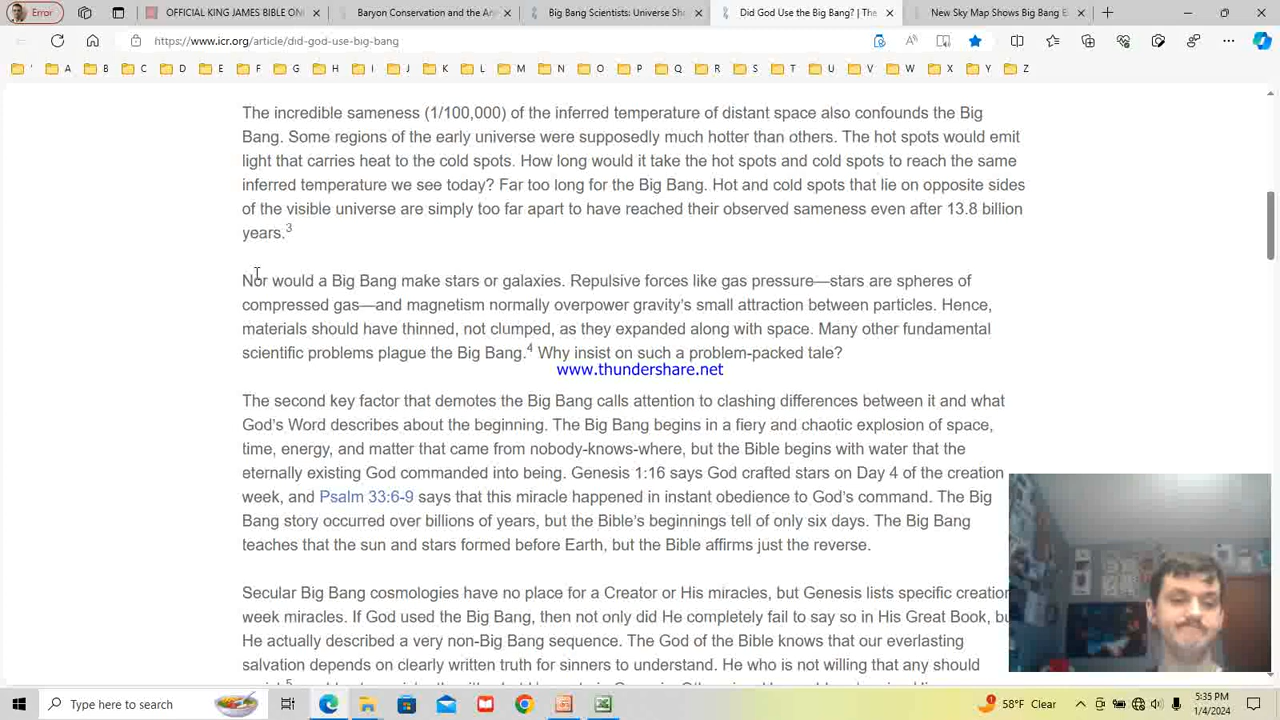 Error
OFFICIAL KING JAMES BIBLE ONL
Baryon Conservation and the An
Big Bang Scientists: Universe Sh
Did God Use the Big Bang? | The
New Sky Map Shows Big Bang E
https://www.icr.org/article/did-god-use-big-bang
' A B C D E F G H I J K L M N O P Q R S T U V W X Y Z
The incredible sameness (1/100,000) of the inferred temperature of distant space also confounds the Big
Bang. Some regions of the early universe were supposedly much hotter than others. The hot spots would emit
light that carries heat to the cold spots. How long would it take the hot spots and cold spots to reach the same
inferred temperature we see today? Far too long for the Big Bang. Hot and cold spots that lie on opposite sides
of the visible universe are simply too far apart to have reached their observed sameness even after 13.8 billion
years.3
Nor would a Big Bang make stars or galaxies. Repulsive forces like gas pressure—stars are spheres of
compressed gas—and magnetism normally overpower gravity's small attraction between particles. Hence,
materials should have thinned, not clumped, as they expanded along with space. Many other fundamental
scientific problems plague the Big Bang.4 Why insist on such a problem-packed tale?
www.thundershare.net
The second key factor that demotes the Big Bang calls attention to clashing differences between it and what
God's Word describes about the beginning. The Big Bang begins in a fiery and chaotic explosion of space,
time, energy, and matter that came from nobody-knows-where, but the Bible begins with water that the
eternally existing God commanded into being. Genesis 1:16 says God crafted stars on Day 4 of the creation
week, and Psalm 33:6-9 says that this miracle happened in instant obedience to God's command. The Big
Bang story occurred over billions of years, but the Bible's beginnings tell of only six days. The Big Bang
teaches that the sun and stars formed before Earth, but the Bible affirms just the reverse.
Secular Big Bang cosmologies have no place for a Creator or His miracles, but Genesis lists specific creation
week miracles. If God used the Big Bang, then not only did He completely fail to say so in His Great Book, bu
He actually described a very non-Big Bang sequence. The God of the Bible knows that our everlasting
salvation depends on clearly written truth for sinners to understand. He who is not willing that any should
Type here to search
58°F Clear
5:35 PM
1/4/2024